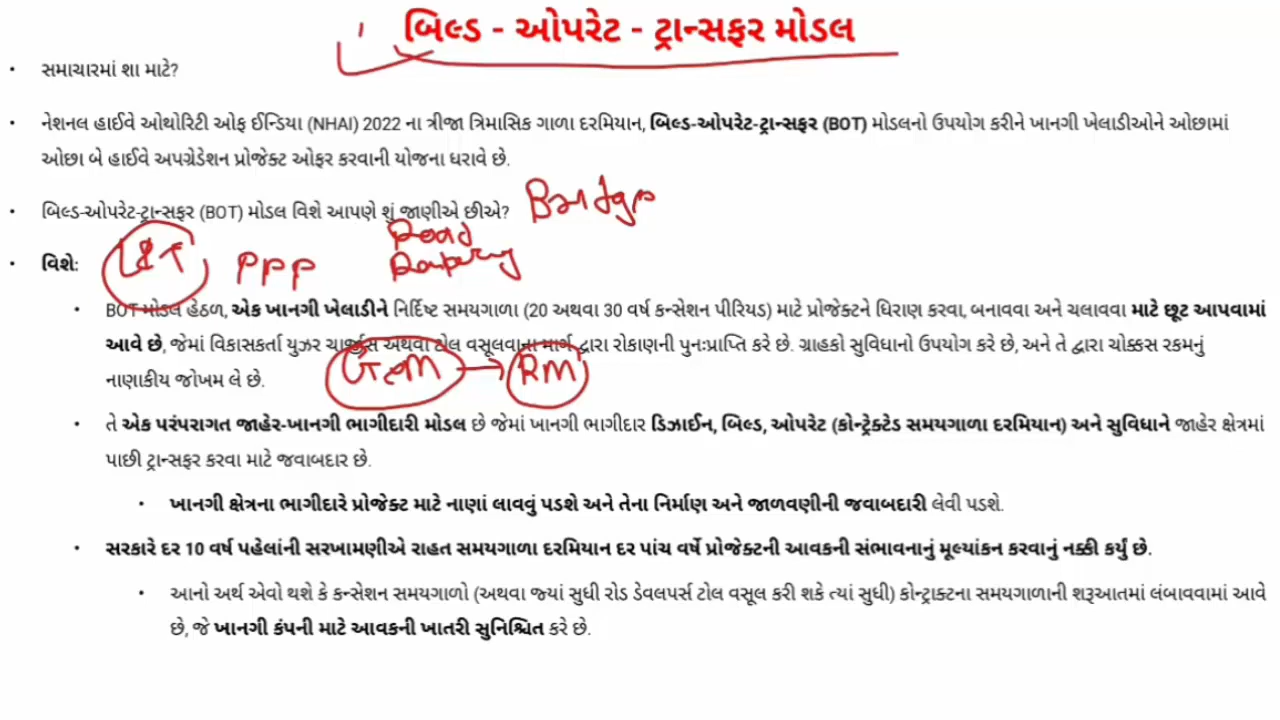 બિલ્ડ - ઓપરેટ - ટ્રાન્સફર મોડલ
• સમાચારમાં શા માટે?
• નેશનલ હાઈવે ઓથોરિટી ઓફ ઈન્ડિયા (NHAI) 2022 ના ત્રીજા ત્રિમાસિક ગાળા દરમિયાન, બિલ્ડ-ઓપરેટ-ટ્રાન્સફર (BOT) મોડલનો ઉપયોગ કરીને ખાનગી ખેલાડીઓને ઓછામાં
ઓછા બે હાઈવે અપગ્રેડેશન પ્રોજેક્ટ ઓફર કરવાની યોજના ધરાવે છે.
• બિલ્ડ-ઓપરેટ-ટ્રાન્સફર (BOT) મોડલ વિશે આપણે શું જાણીએ છીએ?
• વિશે:
L&T PPP Road
• BOT મોડલ હેઠળ, એક ખાનગી ખેલાડીને નિર્દિષ્ટ સમયગાળા (20 અથવા 30 વર્ષ કન્સેશન પીરિયડ) માટે પ્રોજેક્ટને ધિરાણ કરવા, બનાવવા અને ચલાવવા માટે છૂટ આપવામાં
આવે છે, જેમાં વિકાસકર્તા યુઝર ચાર્જીસ અથવા ટોલ વસૂલવાના માર્ગ દ્વારા રોકાણની પુનઃપ્રાપ્તિ કરે છે. ગ્રાહકો સુવિધાનો ઉપયોગ કરે છે, અને તે દ્વારા ચોક્કસ રકમનું
નાણાકીય જોખમ લે છે.
RM
• તે એક પરંપરાગત જાહેર-ખાનગી ભાગીદારી મોડલ છે જેમાં ખાનગી ભાગીદાર ડિઝાઈન, બિલ્ડ, ઓપરેટ (કોન્ટ્રેક્ટેડ સમયગાળા દરમિયાન) અને સુવિધાને જાહેર ક્ષેત્રમાં
પાછી ટ્રાન્સફર કરવા માટે જવાબદાર છે.
• ખાનગી ક્ષેત્રના ભાગીદારે પ્રોજેક્ટ માટે નાણાં લાવવું પડશે અને તેના નિર્માણ અને જાળવણીની જવાબદારી લેવી પડશે.
• સરકારે દર 10 વર્ષ પહેલાંની સરખામણીએ રાહત સમયગાળા દરમિયાન દર પાંચ વર્ષે પ્રોજેક્ટની આવકની સંભાવનાનું મૂલ્યાંકન કરવાનું નક્કી કર્યું છે.
• આનો અર્થ એવો થશે કે કન્સેશન સમયગાળો (અથવા જ્યાં સુધી રોડ ડેવલપર્સ ટોલ વસૂલ કરી શકે ત્યાં સુધી) કોન્ટ્રાક્ટના સમયગાળાની શરૂઆતમાં લંબાવવામાં આવે
છે, જે ખાનગી કંપની માટે આવકની ખાતરી સુનિશ્ચિત કરે છે.